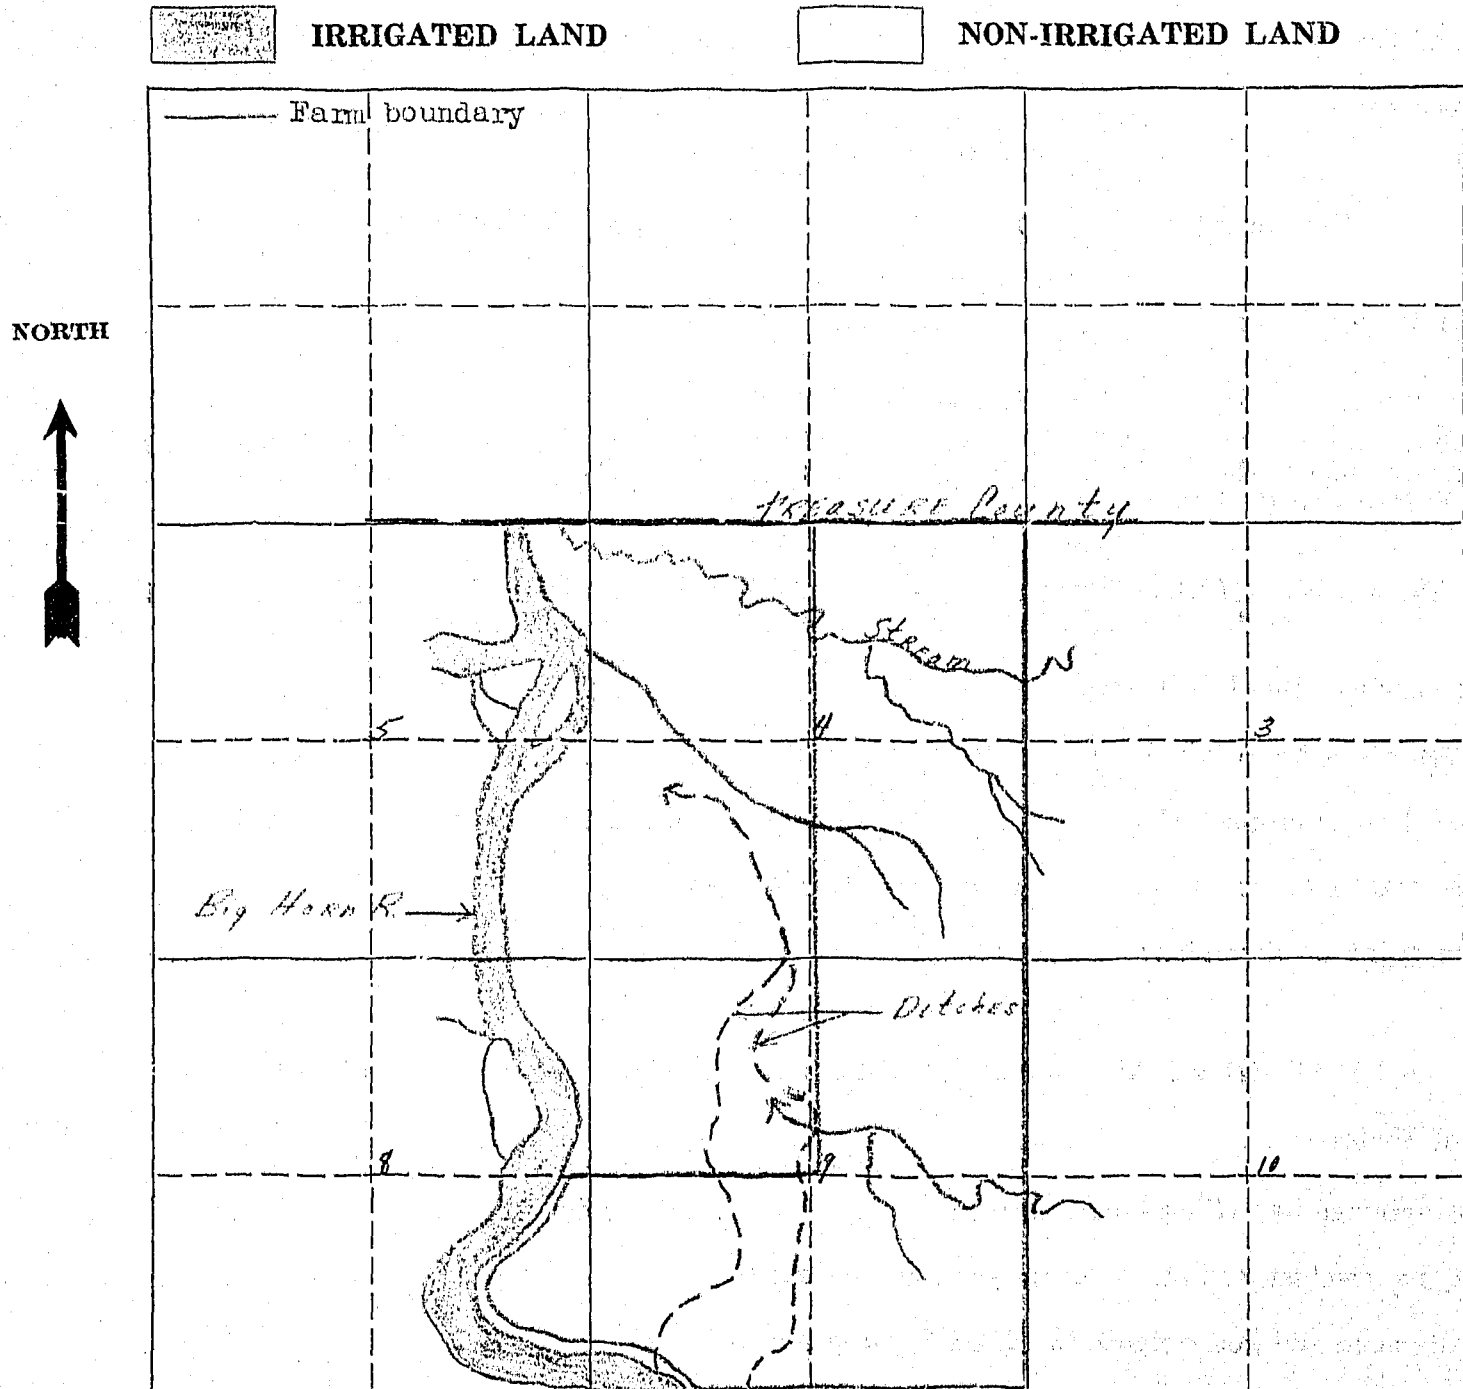 IRRIGATED LAND
NON-IRRIGATED LAND
Farm boundary
NORTH
TREASURE County
Stream
5
4
3
Big Horn R.
Ditches
8
9
10